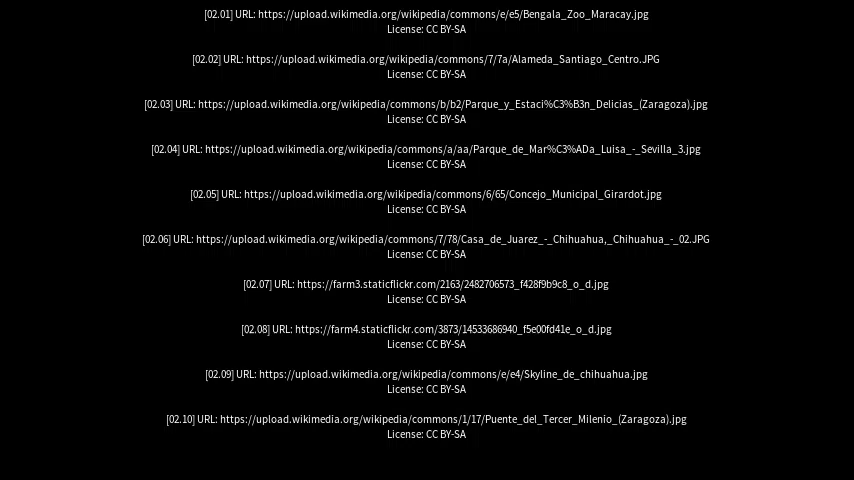 [02.01] URL: https://upload.wikimedia.org/wikipedia/commons/e/e5/Bengala_Zoo_Maracay.jpg
License: CC BY-SA
[02.02] URL: https://upload.wikimedia.org/wikipedia/commons/7/7a/Alameda_Santiago_Centro.JPG
License: CC BY-SA
[02.03] URL: https://upload.wikimedia.org/wikipedia/commons/b/b2/Parque_y_Estaci%C3%B3n_Delicias_(Zaragoza).jpg
License: CC BY-SA
[02.04] URL: https://upload.wikimedia.org/wikipedia/commons/a/aa/Parque_de_Mar%C3%ADa_Luisa_-_Sevilla_3.jpg
License: CC BY-SA
[02.05] URL: https://upload.wikimedia.org/wikipedia/commons/6/65/Concejo_Municipal_Girardot.jpg
License: CC BY-SA
[02.06] URL: https://upload.wikimedia.org/wikipedia/commons/7/78/Casa_de_Juarez_-_Chihuahua,_Chihuahua_-_02.JPG
License: CC BY-SA
[02.07] URL: https://farm3.staticflickr.com/2163/2482706573_f428f9b9c8_o_d.jpg
License: CC BY-SA
[02.08] URL: https://farm4.staticflickr.com/3873/14533686940_f5e00fd41e_o_d.jpg
License: CC BY-SA
[02.09] URL: https://upload.wikimedia.org/wikipedia/commons/e/e4/Skyline_de_chihuahua.jpg
License: CC BY-SA
[02.10] URL: https://upload.wikimedia.org/wikipedia/commons/1/17/Puente_del_Tercer_Milenio_(Zaragoza).jpg
License: CC BY-SA